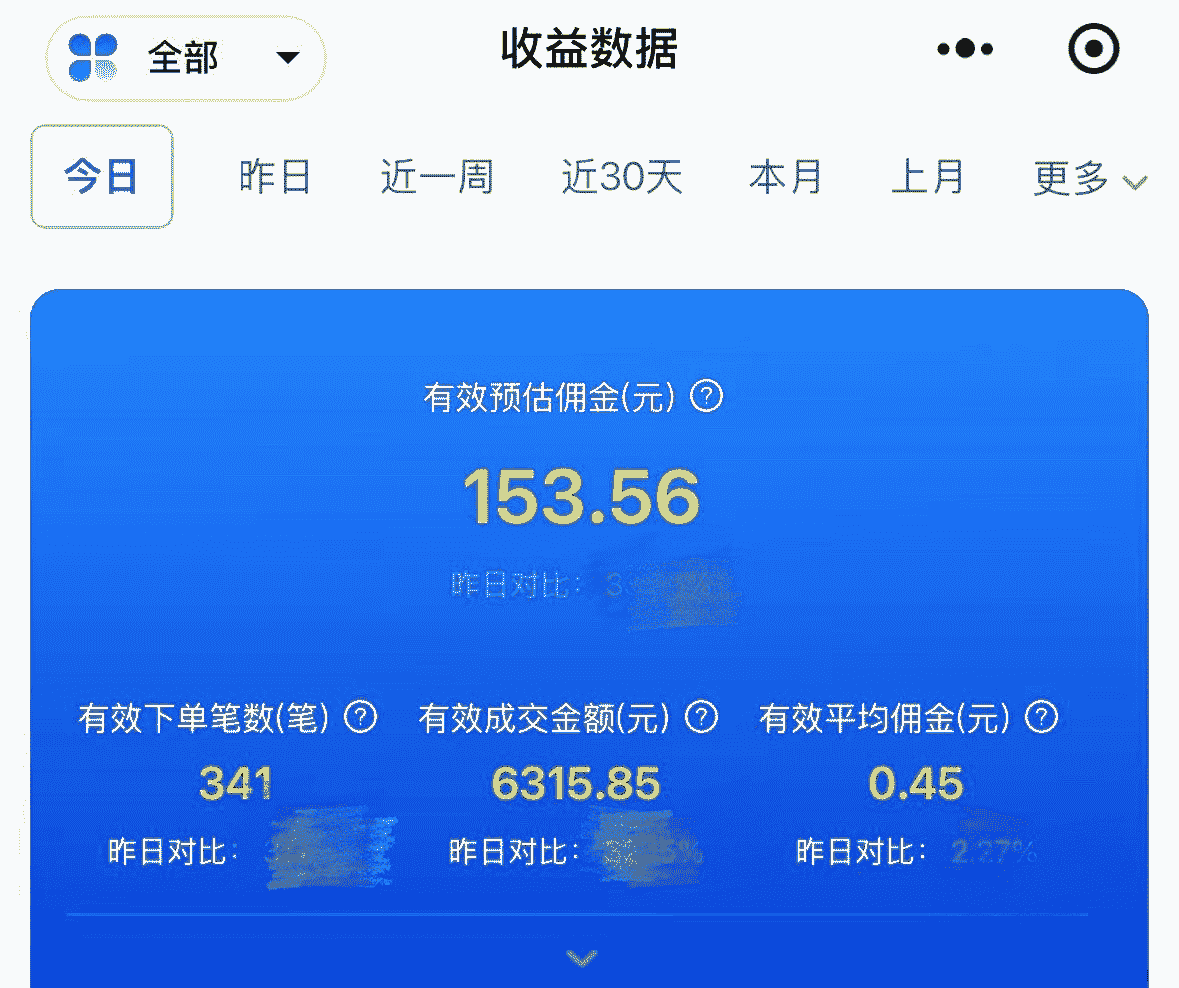 全部
收益数据
今日 昨日 近一周 近30天 本月 上月 更多
有效预估佣金(元) ?
153.56
昨日对比：
有效下单笔数(笔) ? 有效成交金额(元) ? 有效平均佣金(元) ?
341 6315.85 0.45
昨日对比： 昨日对比： 昨日对比： 2.27%